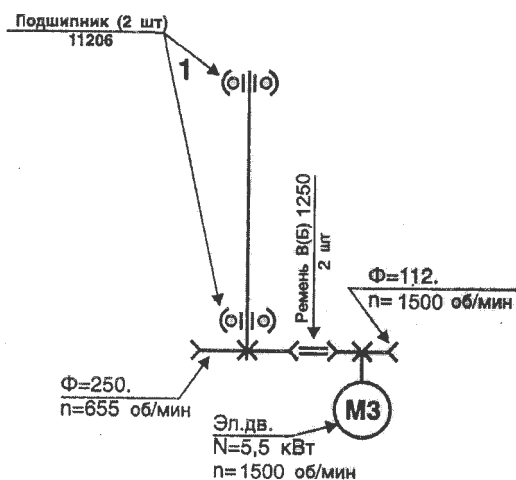 Подшипник (2 шт)
11206
1
Ремень В(Б) 1250
2 шт
Ф=112.
n= 1500 об/мин
Ф=250.
n=655 об/мин
Эл.дв.
N=5,5 кВт
n=1500 об/мин
М3